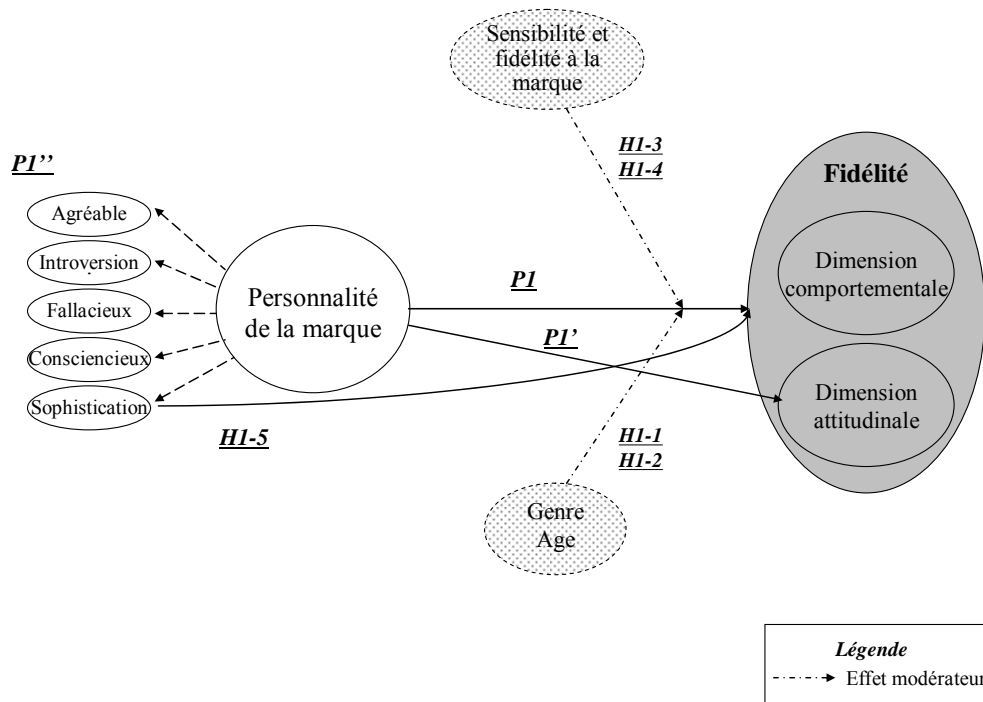 Sensibilité et
fidélité à la
marque
H1-3
H1-4
P1’’
Fidélité
Agréable
Introversion
Fallacieux
Consciencieux
Sophistication
Personnalité
de la marque
P1
P1’
Dimension
comportementale
Dimension
attitudinale
H1-5
H1-1
H1-2
Genre
Age
Légende
Effet modérateur